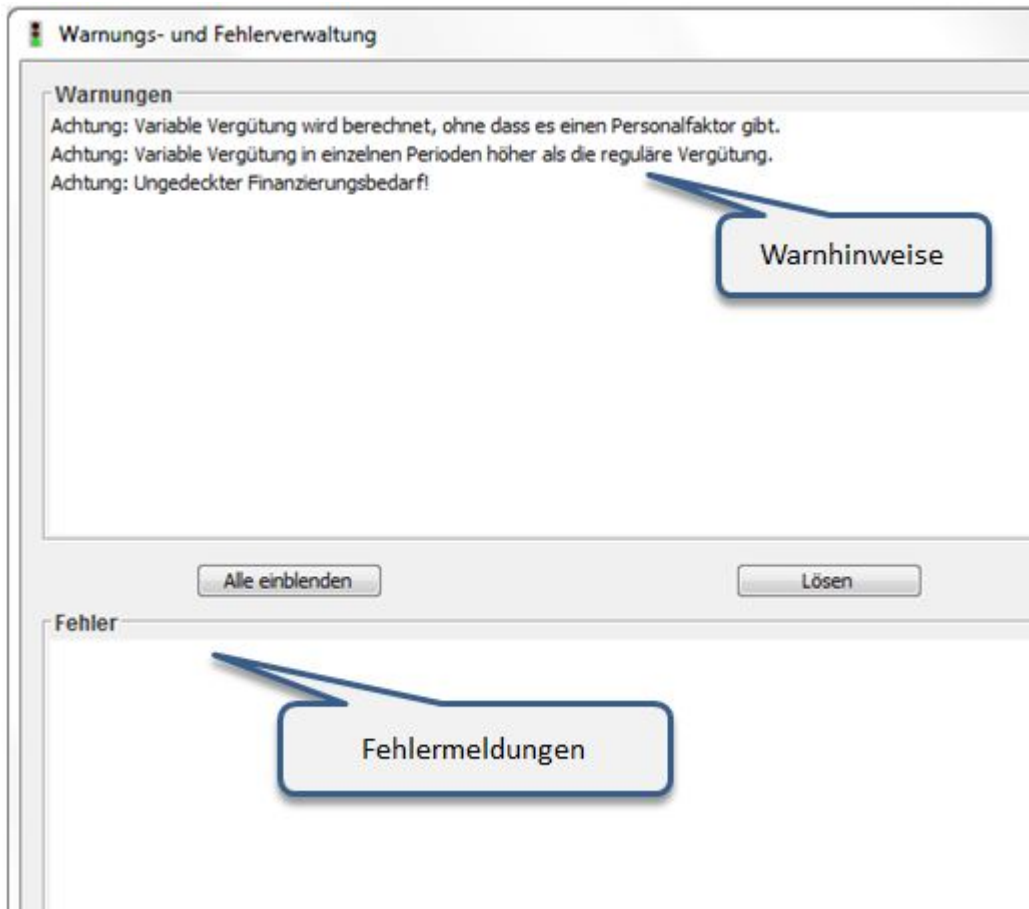 Warnungs- und Fehlerverwaltung
Warnungen
Achtung: Variable Vergütung wird berechnet, ohne dass es einen Personalfaktor gibt.
Achtung: Variable Vergütung in einzelnen Perioden höher als die reguläre Vergütung.
Achtung: Ungedeckter Finanzierungsbedarf!
Warnhinweise
Alle einblenden
Lösen
Fehler
Fehlermeldungen